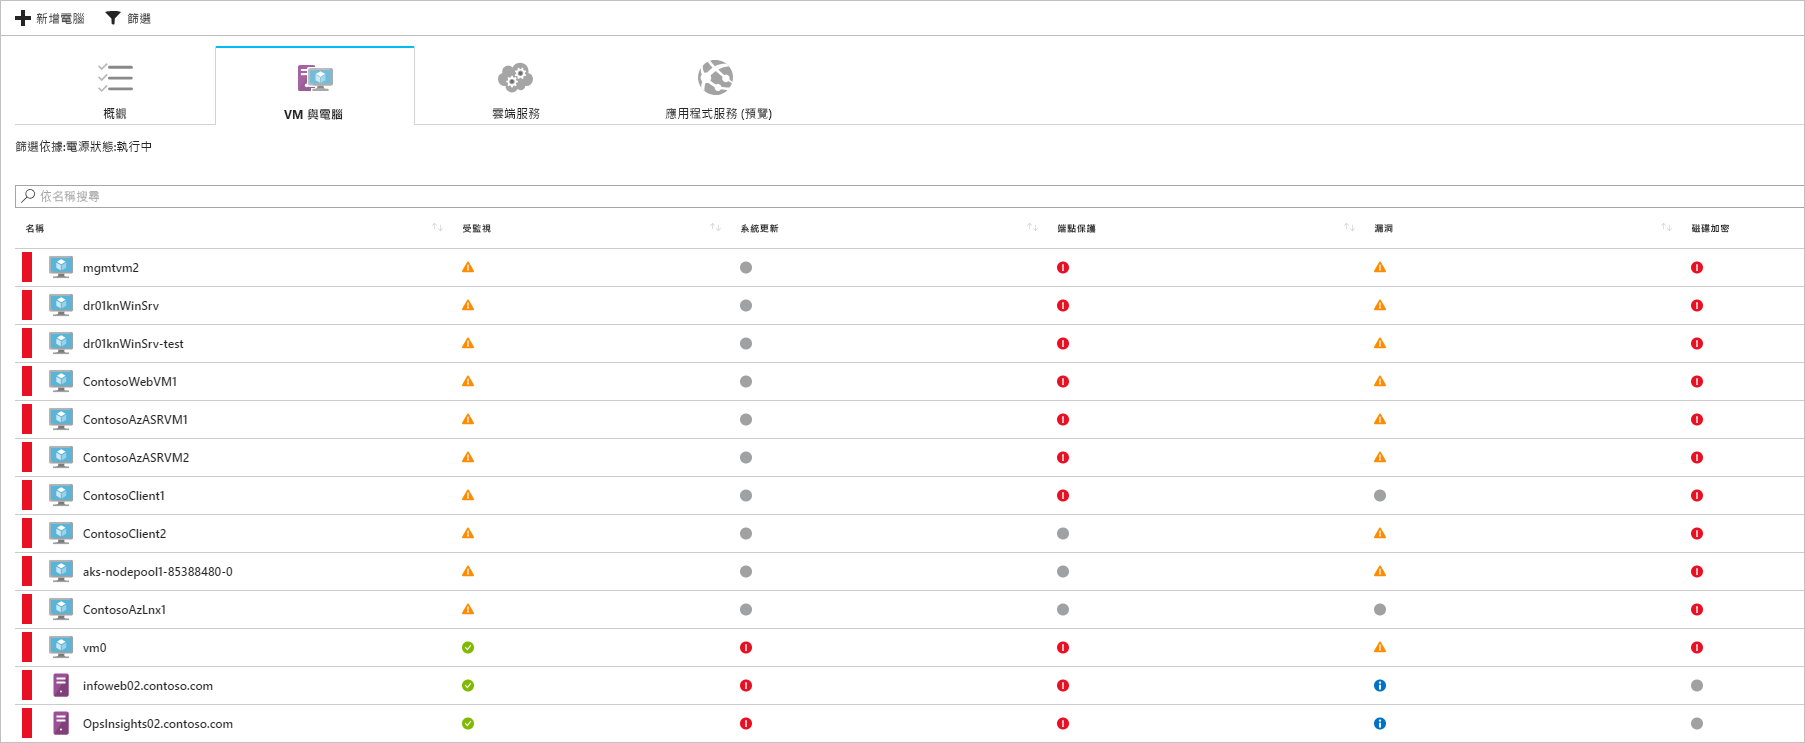 新增電腦 篩選
概觀 VM 與電腦 雲端服務 應用程式服務 (預覽)
篩選依據:電源狀態:執行中
依名稱搜尋
名稱 受監視 系統更新 端點保護 漏洞 磁碟加密
mgmtvm2
dr01knWinSrv
dr01knWinSrv-test
ContosoWebVM1
ContosoAzASRVM1
ContosoAzASRVM2
ContosoClient1
ContosoClient2
aks-nodepool1-85388480-0
ContosoAzLnx1
vm0
infoweb02.contoso.com
OpsInsights02.contoso.com